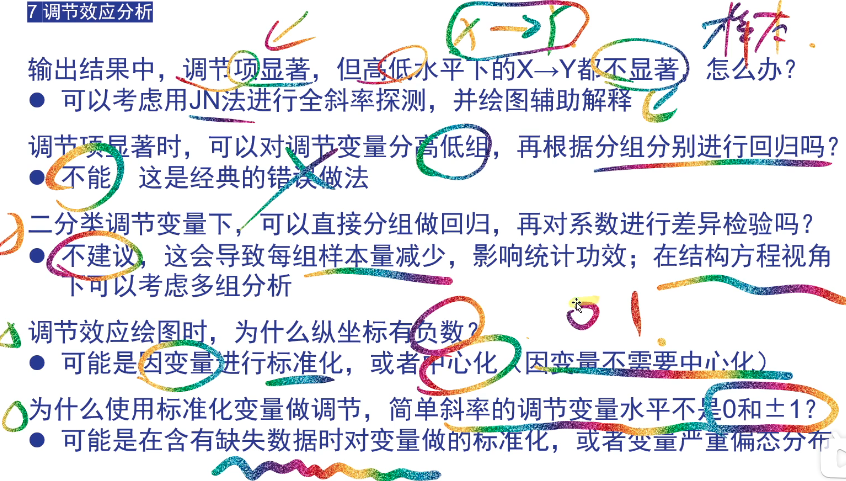 7 调节效应分析
X→Y
样本
输出结果中，调节项显著，但高低水平下的X→Y都不显著，怎么办？
● 可以考虑用JN法进行全斜率探测，并绘图辅助解释
调节项显著时，可以对调节变量分高低组，再根据分组分别进行回归吗？
● 不能，这是经典的错误做法
二分类调节变量下，可以直接分组做回归，再对系数进行差异检验吗？
● 不建议，这会导致每组样本量减少，影响统计功效；在结构方程视角
下可以考虑多组分析
0 1
调节效应绘图时，为什么纵坐标有负数？
● 可能是因变量进行标准化，或者中心化（因变量不需要中心化）
为什么使用标准化变量做调节，简单斜率的调节变量水平不是0和±1？
● 可能是在含有缺失数据时对变量做的标准化，或者变量严重偏态分布